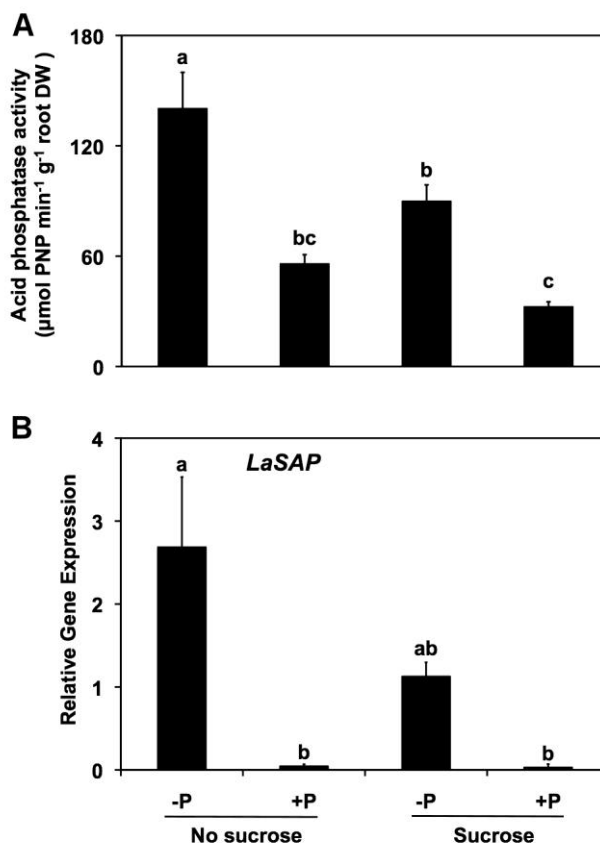 A
Acid phosphatase activity
(µmol PNP min⁻¹ g⁻¹ root DW )
180
120
60
0
a
bc
b
c
B
Relative Gene Expression
4
3
2
1
0
LaSAP
a
b
ab
b
-P +P -P +P
No sucrose Sucrose